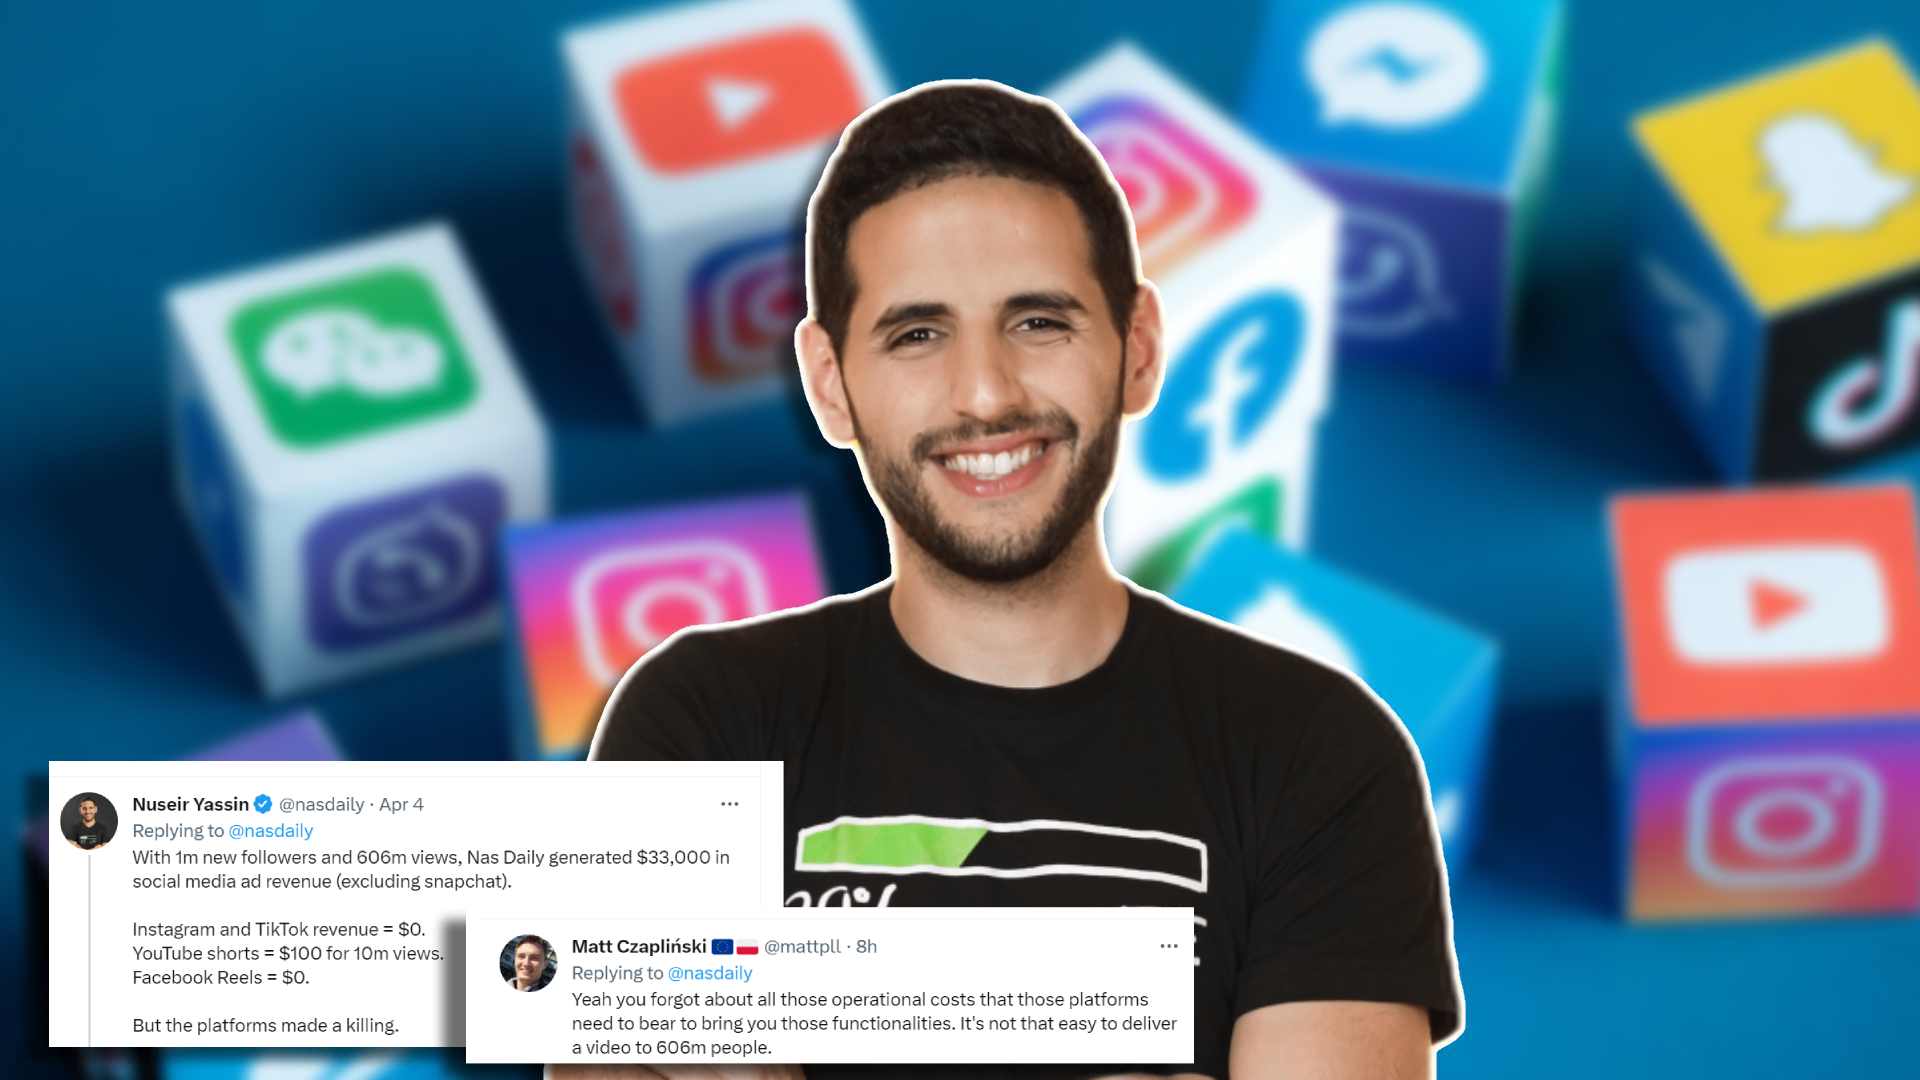 Nuseir Yassin @nasdaily · Apr 4
Replying to @nasdaily
With 1m new followers and 606m views, Nas Daily generated $33,000 in
social media ad revenue (excluding snapchat).
Instagram and TikTok revenue = $0.
YouTube shorts = $100 for 10m views.
Facebook Reels = $0.
But the platforms made a killing.
Matt Czapliński 🇪🇺🇵🇱 @mattpll · 8h
Replying to @nasdaily
Yeah you forgot about all those operational costs that those platforms
need to bear to bring you those functionalities. It's not that easy to deliver
a video to 606m people.